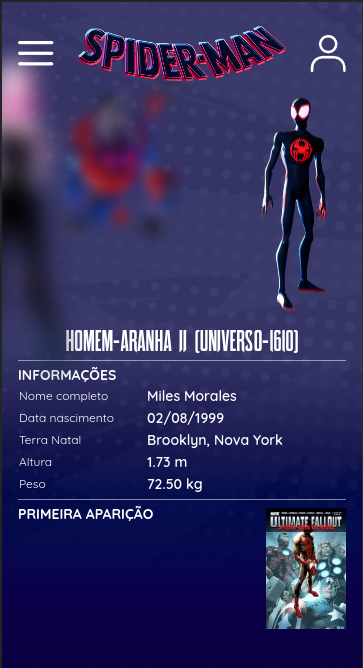 SPIDER-MAN
HOMEM-ARANHA II (UNIVERSO-1610)
INFORMAÇÕES
Nome completo Miles Morales
Data nascimento 02/08/1999
Terra Natal Brooklyn, Nova York
Altura 1.73 m
Peso 72.50 kg
PRIMEIRA APARIÇÃO
ULTIMATE FALLOUT